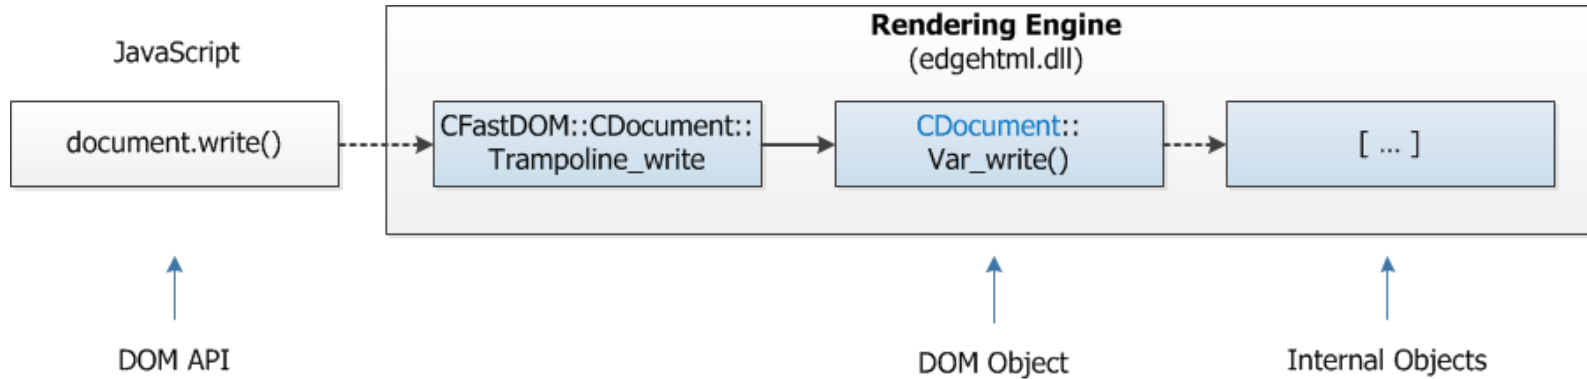 Rendering Engine
(edgehtml.dll)
JavaScript
document.write()
CFastDOM::CDocument::
Trampoline_write
CDocument::
Var_write()
[ ... ]
DOM API
DOM Object
Internal Objects